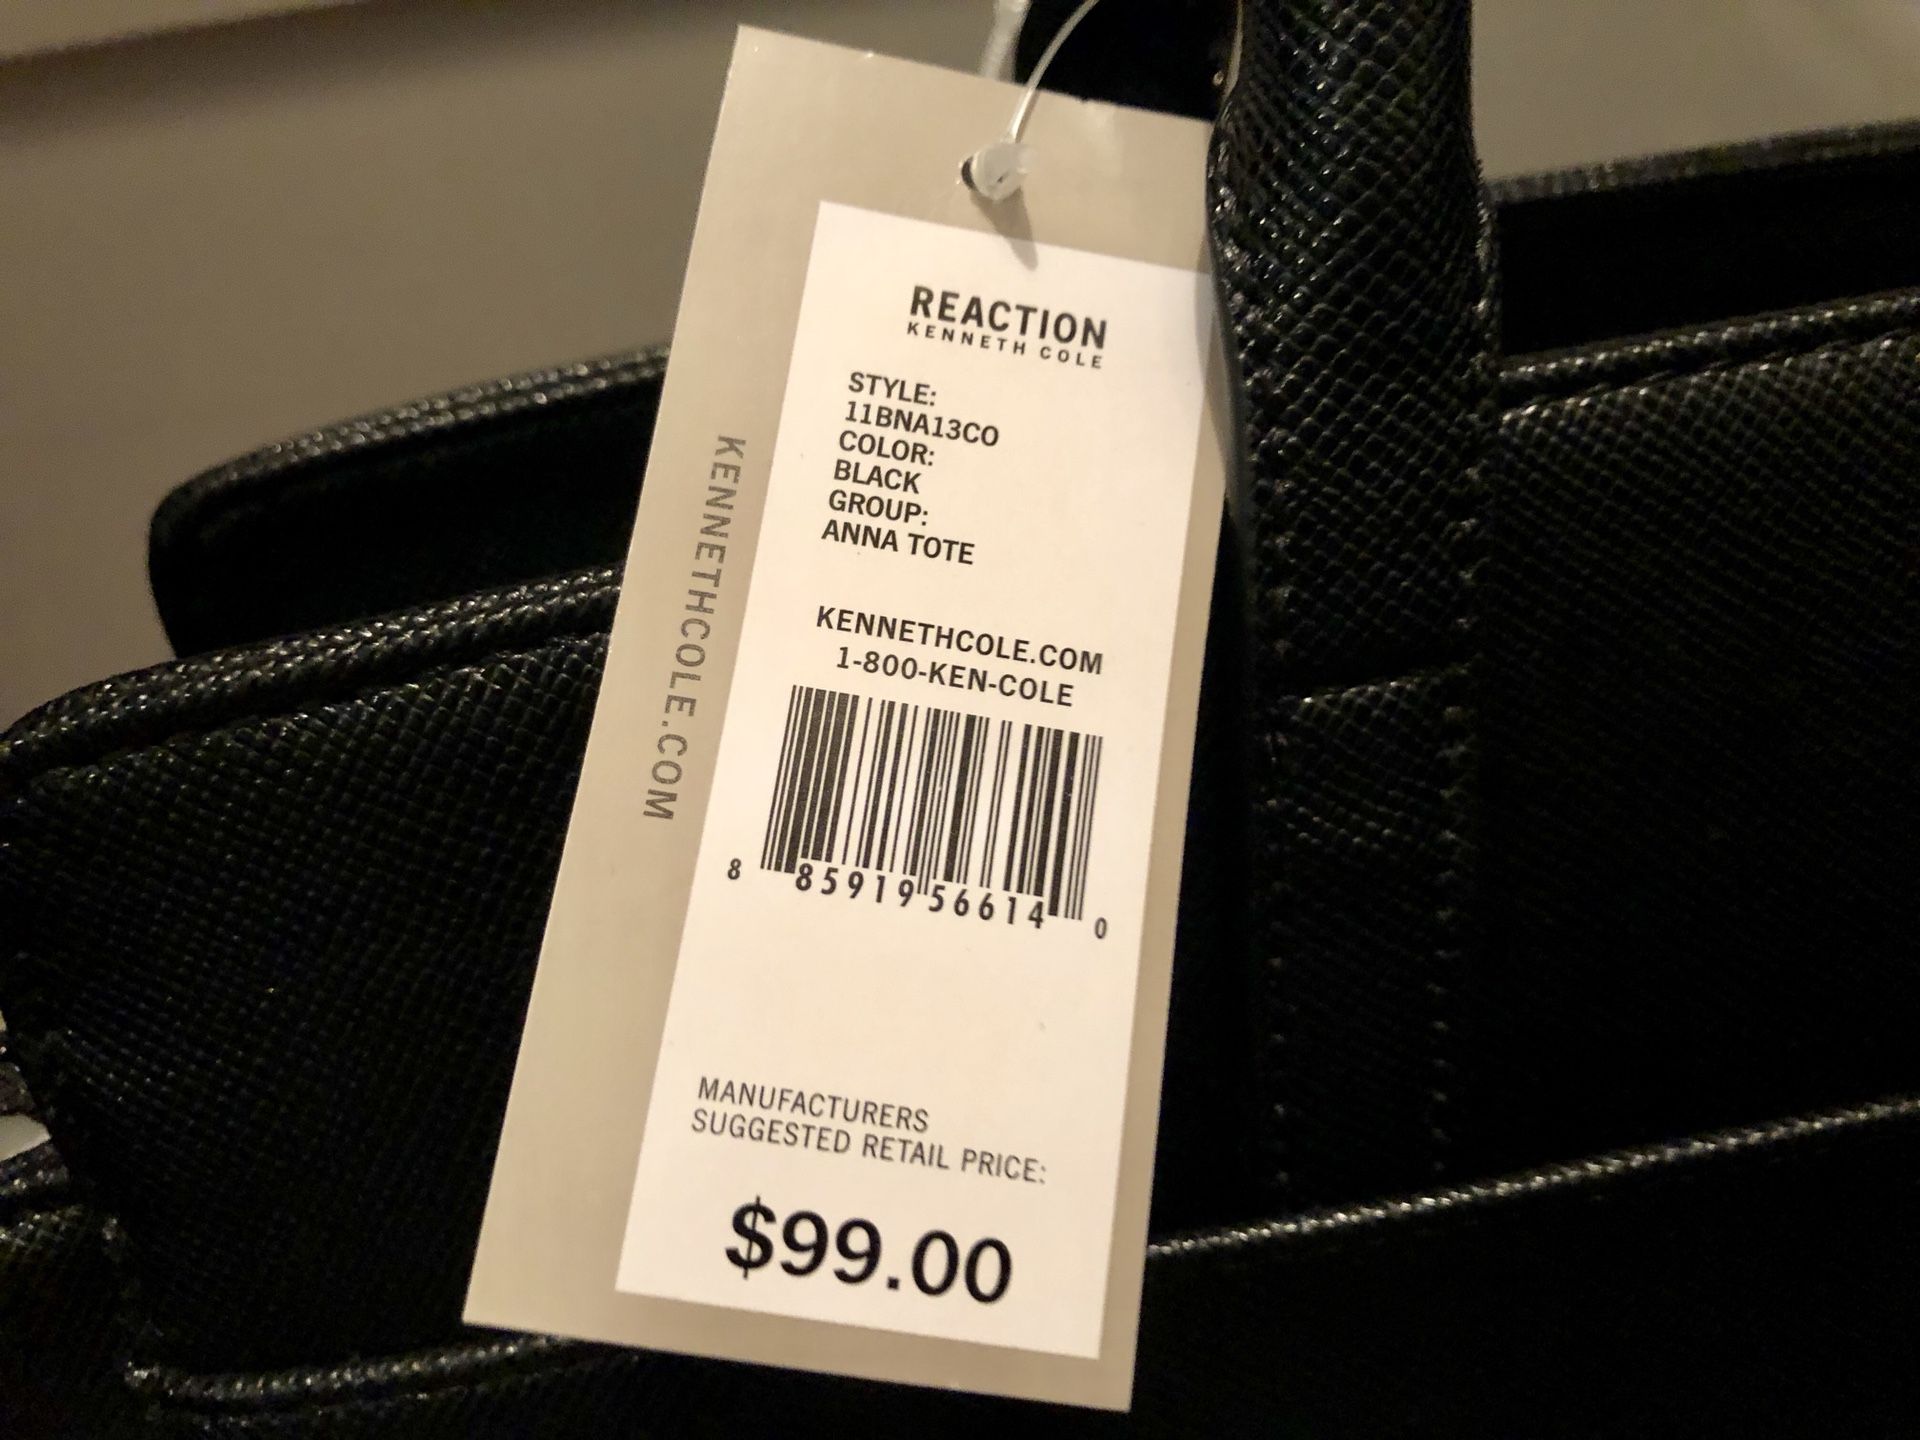 REACTION
KENNETH COLE
STYLE:
11BNA13CO
COLOR:
BLACK
GROUP:
ANNA TOTE
KENNETHCOLE.COM
1-800-KEN-COLE
8 85919 56614 0
MANUFACTURERS
SUGGESTED RETAIL PRICE:
$99.00
KENNETHCOLE.COM